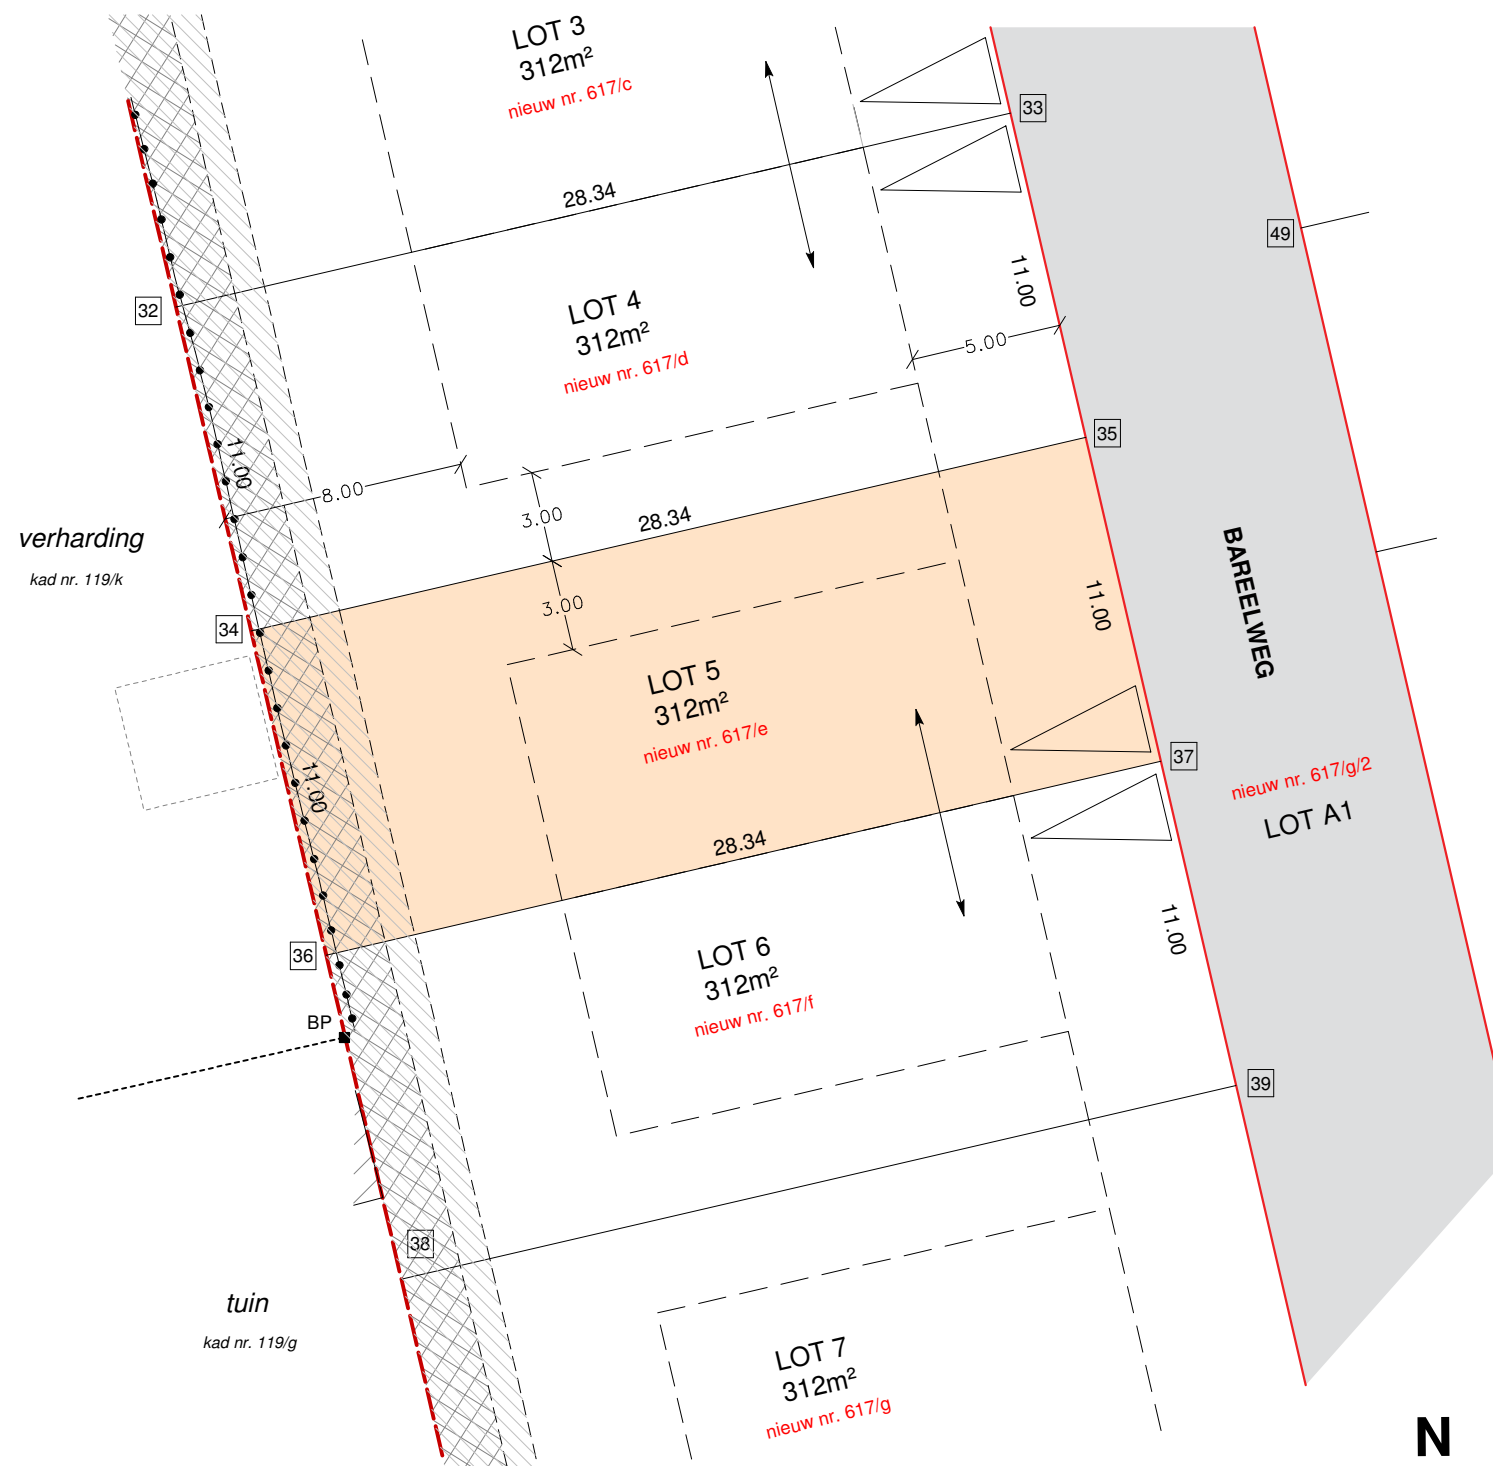 LOT 3
312m²
nieuw nr. 617/c
33
28.34
49
32
11.00
LOT 4
312m²
nieuw nr. 617/d
5.00
35
11.00
8.00
3.00
28.34
verharding
kad nr. 119/k
BAREELWEG
3.00
11.00
34
LOT 5
312m²
nieuw nr. 617/e
37
11.00
nieuw nr. 617/g/2
LOT A1
28.34
11.00
36
LOT 6
312m²
nieuw nr. 617/f
BP
39
38
tuin
kad nr. 119/g
LOT 7
312m²
nieuw nr. 617/g
N